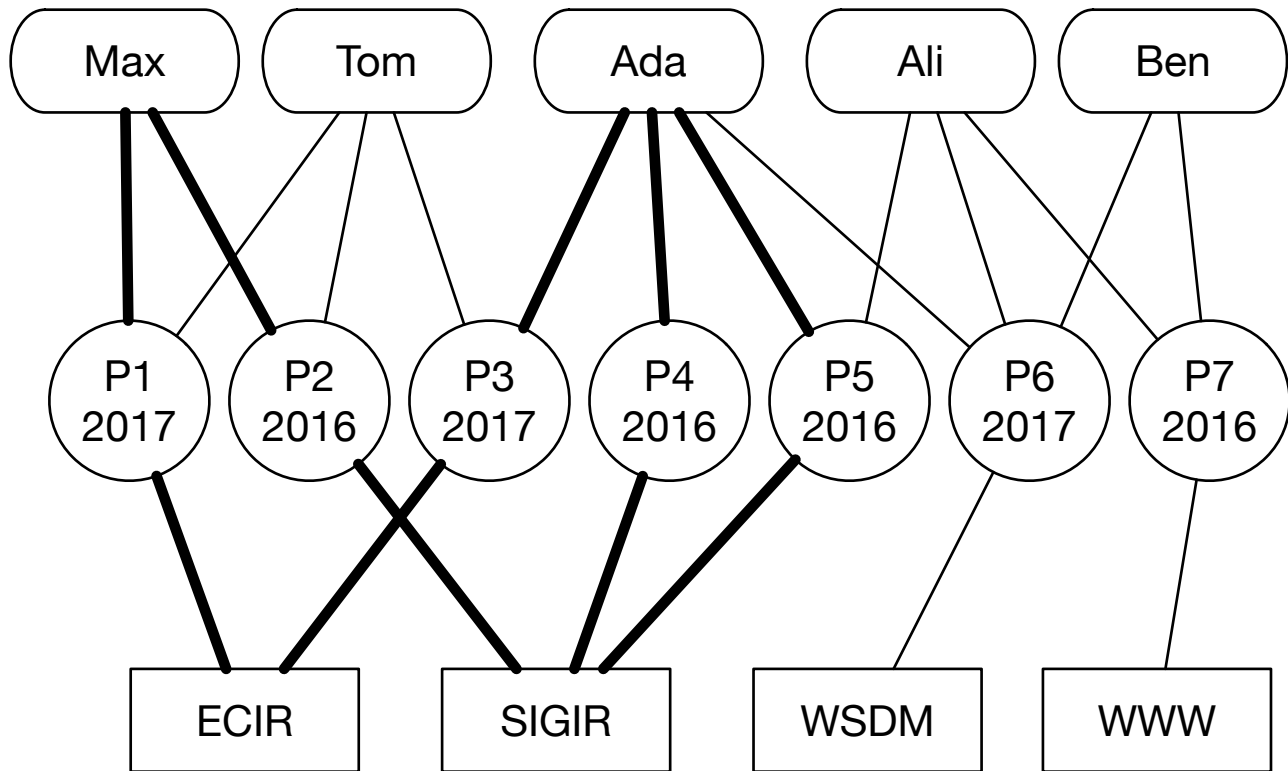 Max
Tom
Ada
Ali
Ben
P1
2017
P2
2016
P3
2017
P4
2016
P5
2016
P6
2017
P7
2016
ECIR
SIGIR
WSDM
WWW